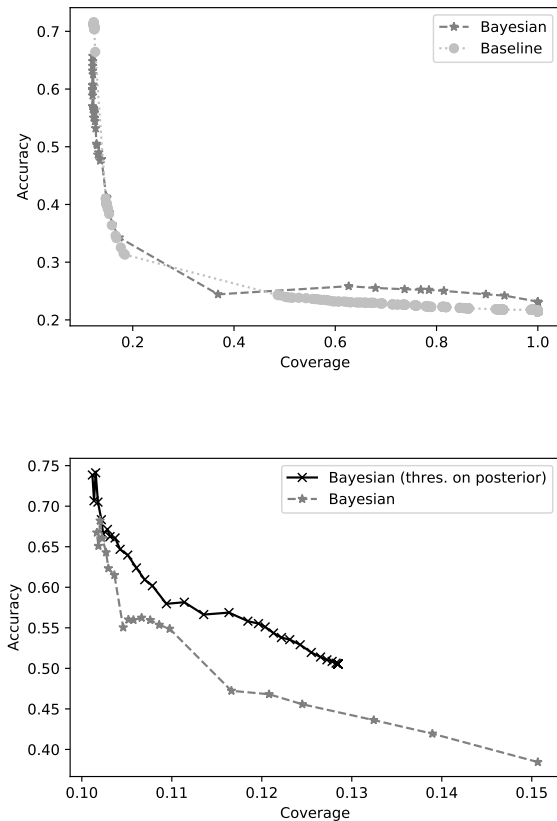 Bayesian
Baseline
0.7
0.6
0.5
0.4
0.3
0.2
Accuracy
0.2 0.4 0.6 0.8 1.0
Coverage
Bayesian (thres. on posterior)
Bayesian
0.75
0.70
0.65
0.60
0.55
0.50
0.45
0.40
Accuracy
0.10 0.11 0.12 0.13 0.14 0.15
Coverage